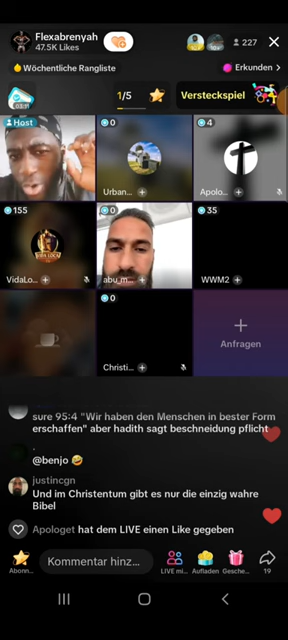 Flexabrenyah
47.5K Likes
227
Wöchentliche Rangliste
Erkunden
1/5
Versteckspiel
Host
0
4
Urban...
Apolo...
155
0
35
VidaLo...
abu_m...
WWM2
0
Christi...
Anfragen
sure 95:4 "Wir haben den Menschen in bester Form
erschaffen" aber hadith sagt beschneidung pflicht
.
@benjo 🤣
justincgn
Und im Christentum gibt es nur die einzig wahre
Bibel
Apologet hat dem LIVE einen Like gegeben
Kommentar hinz...
Abonn...
LIVE mi...
Aufladen
Gesche...
19